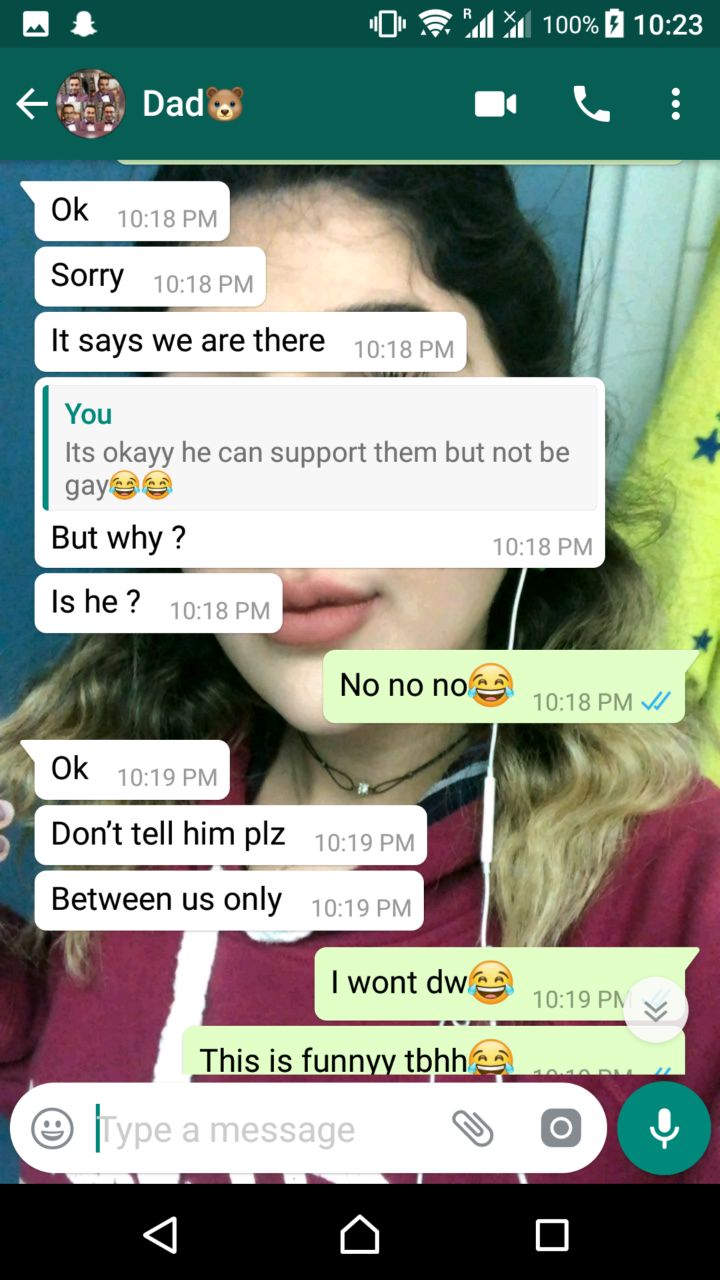 R
100% 10:23
Dad🐻
Ok 10:18 PM
Sorry 10:18 PM
It says we are there 10:18 PM
You
Its okayy he can support them but not be
gay😂😂
But why ? 10:18 PM
Is he ? 10:18 PM
No no no😂 10:18 PM
Ok 10:19 PM
Don't tell him plz 10:19 PM
Between us only 10:19 PM
I wont dw😂 10:19 PM
This is funnyy tbhh😂 10:19 PM
Type a message